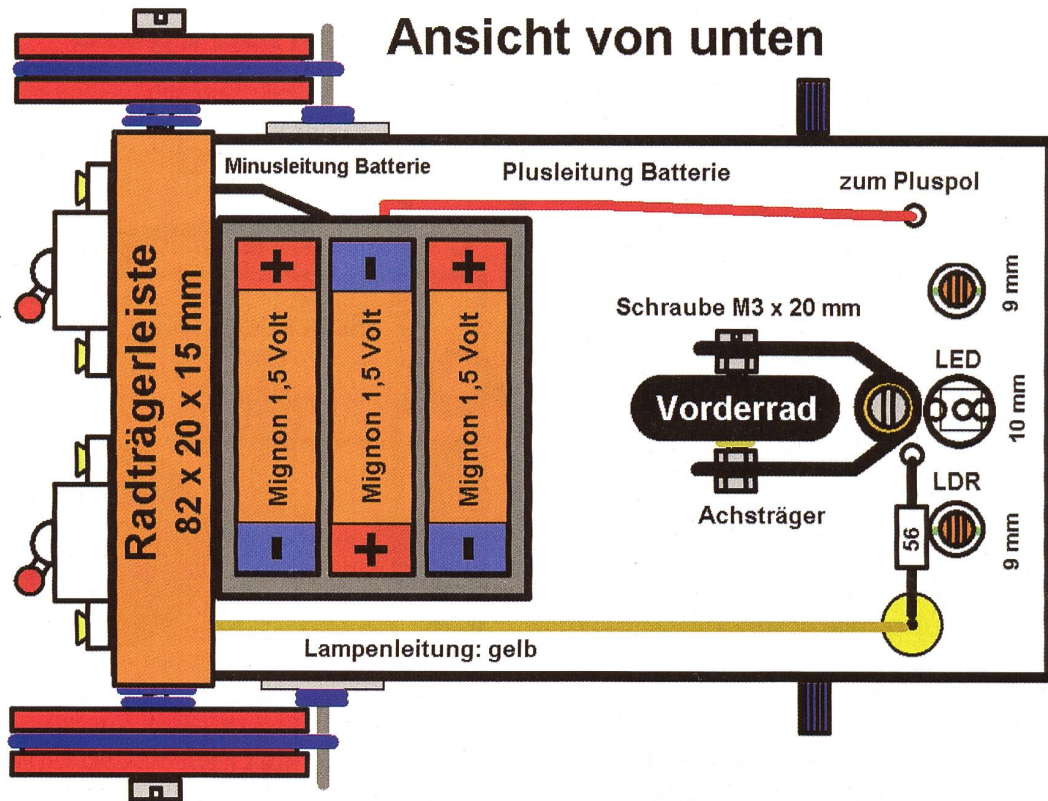 Ansicht von unten
Minusleitung Batterie
Plusleitung Batterie
zum Pluspol
Radträgerleiste
82 x 20 x 15 mm
+
-
+
Mignon 1,5 Volt
Mignon 1,5 Volt
Mignon 1,5 Volt
-
+
-
Schraube M3 x 20 mm
9 mm
LED
Vorderrad
10 mm
LDR
Achsträger
56
9 mm
Lampenleitung: gelb